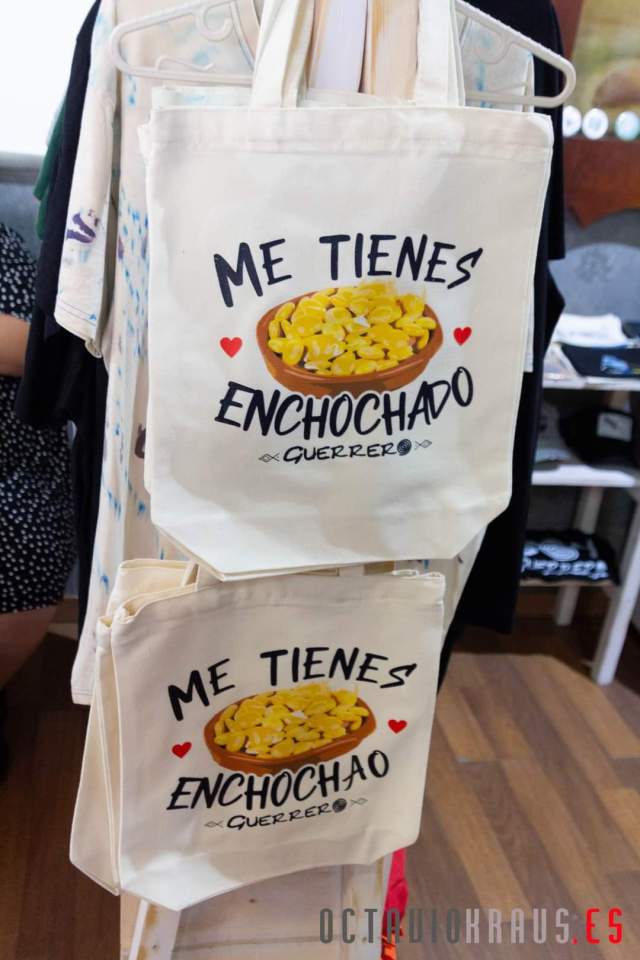 ME TIENES
ENCHOCHADO
GUERRERO
ME TIENES
ENCHOCHAO
GUERRERO
OCTAVIOKRAUS.ES